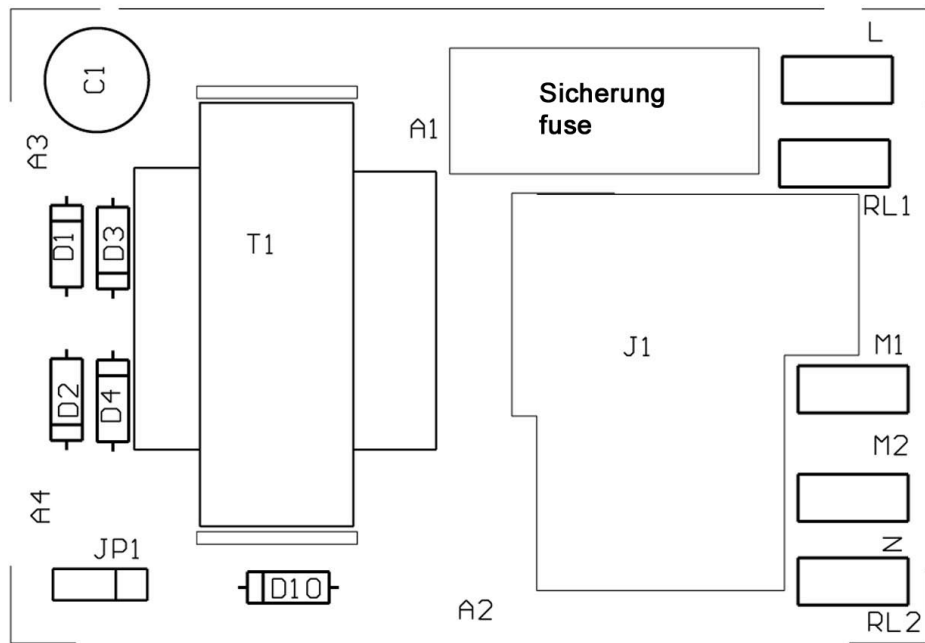 L
C1
Sicherung
fuse
A1
A3
RL1
D1
D3
T1
J1
M1
D2
D4
M2
A4
JP1
N
D10
A2
RL2